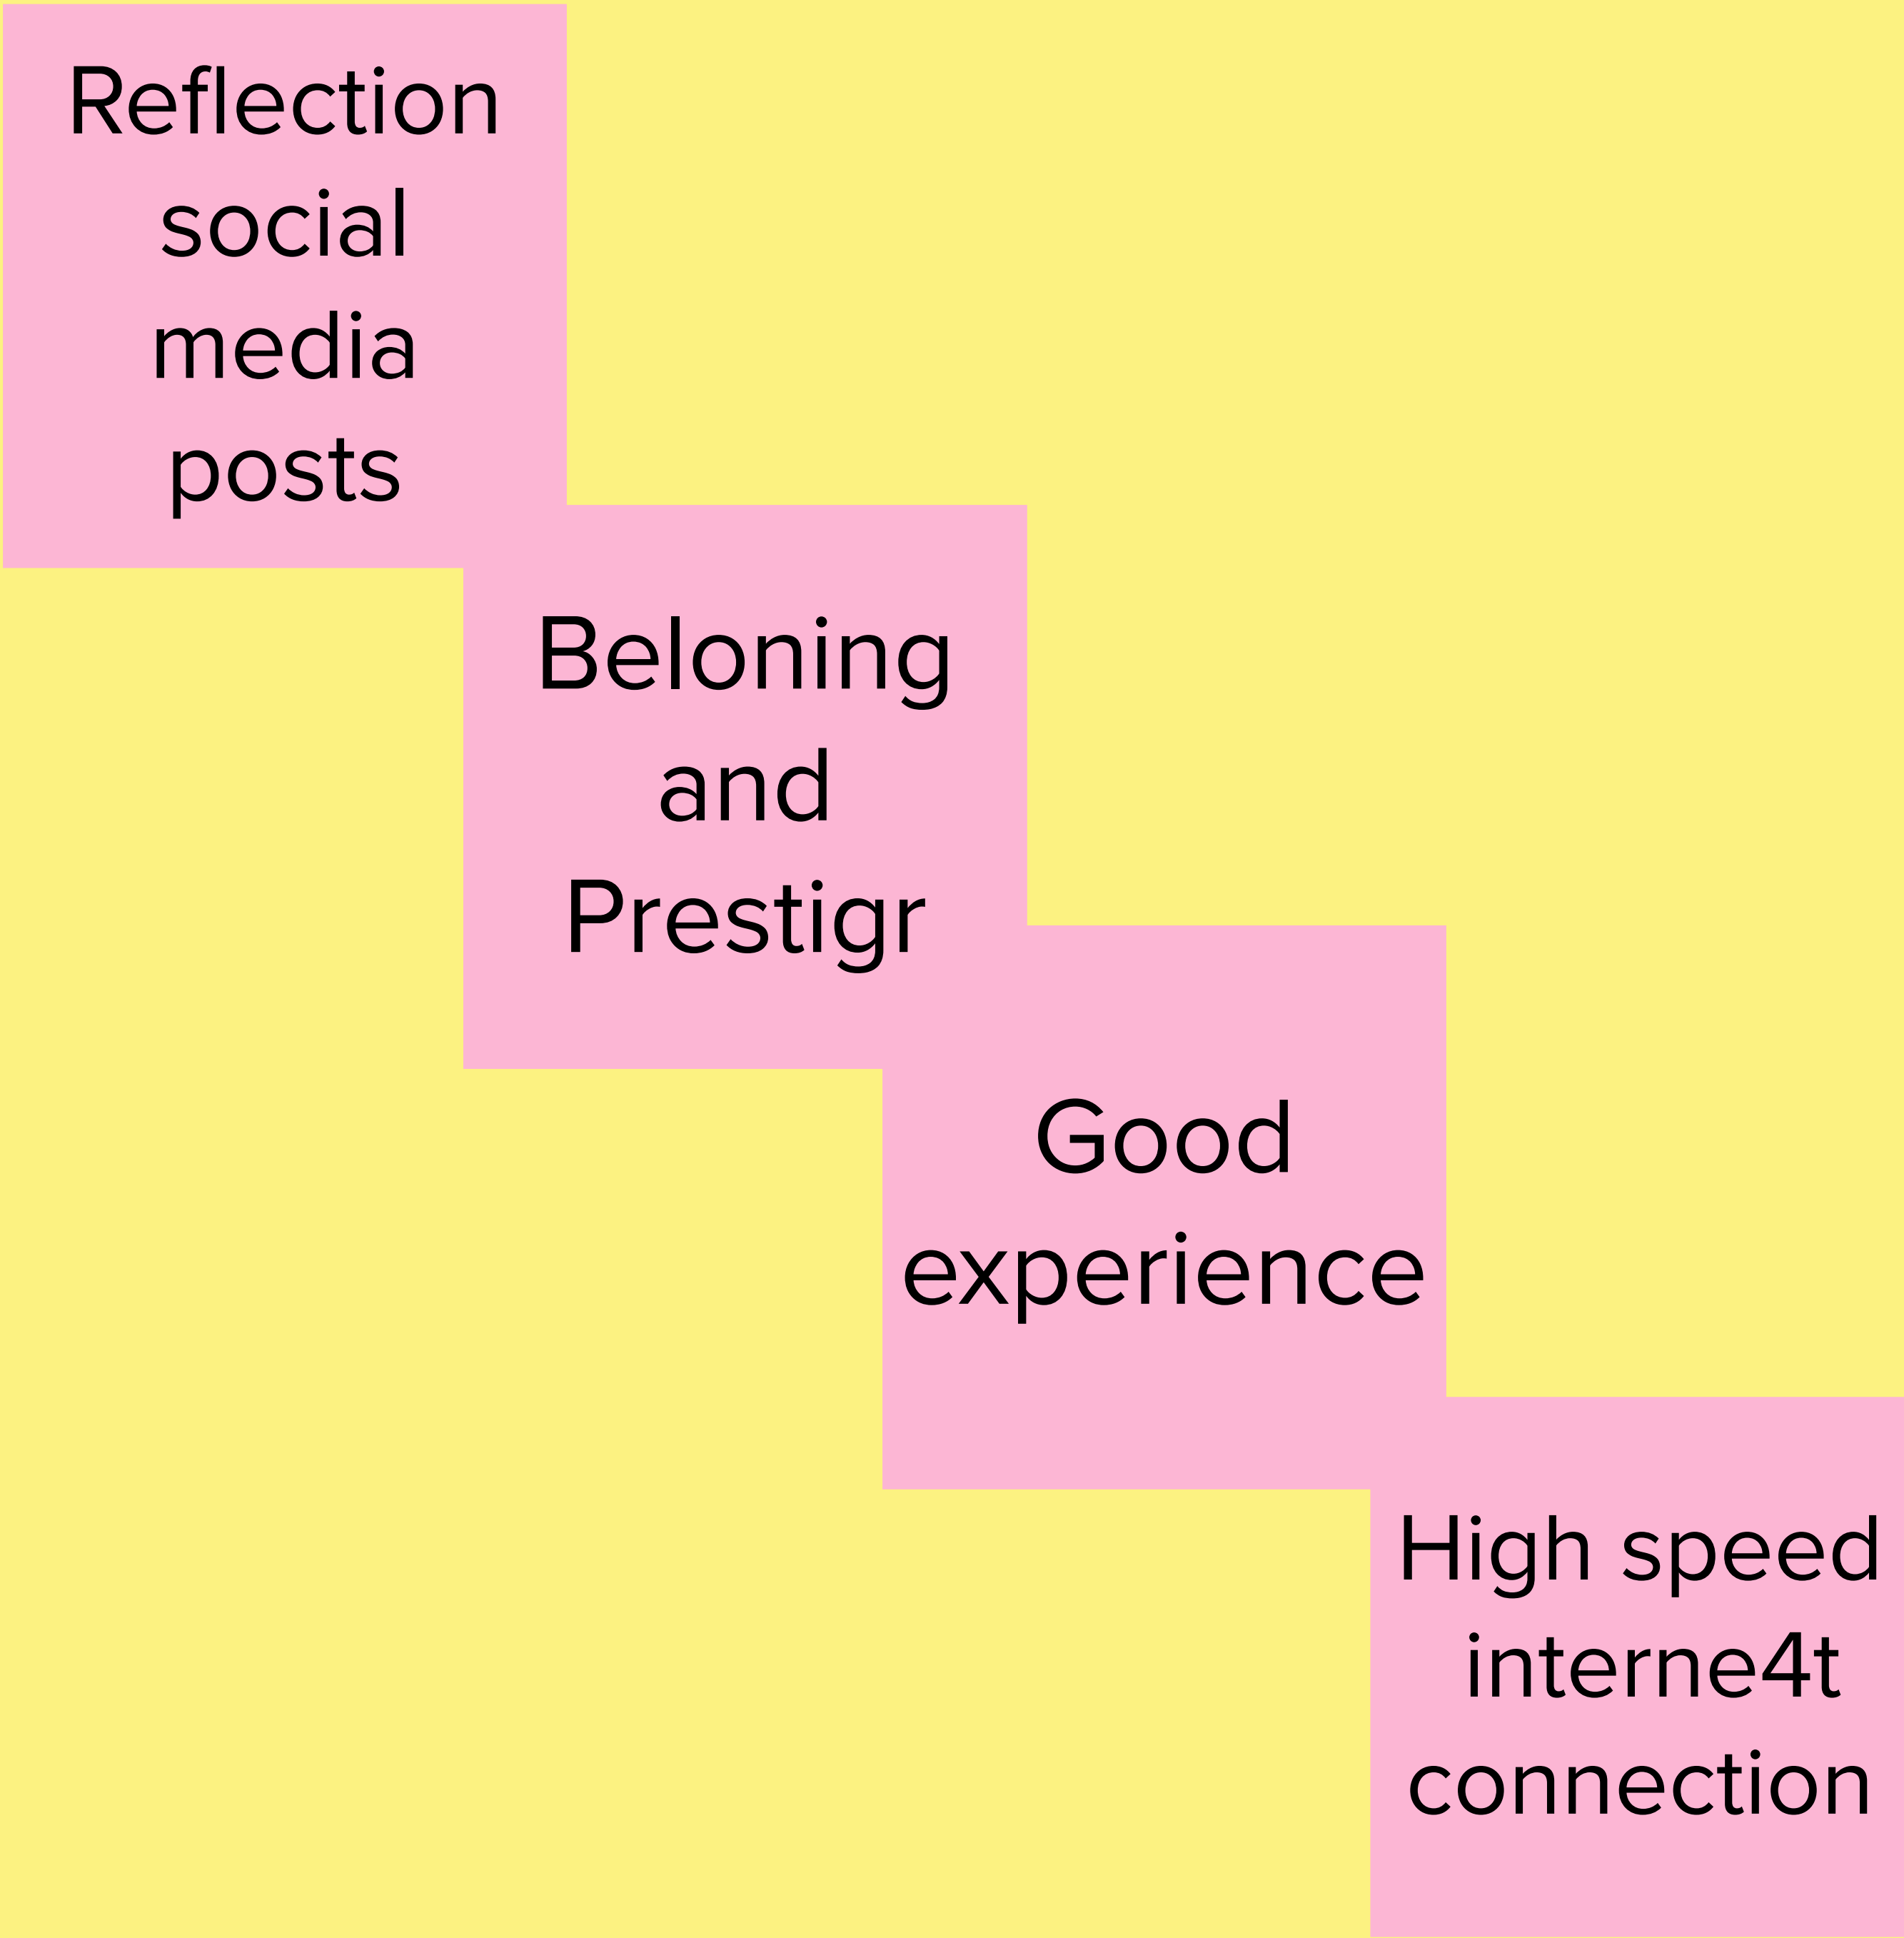 Reflection
social
media
posts
Beloning
and
Prestigr
Good
experience
High speed
interne4t
connection